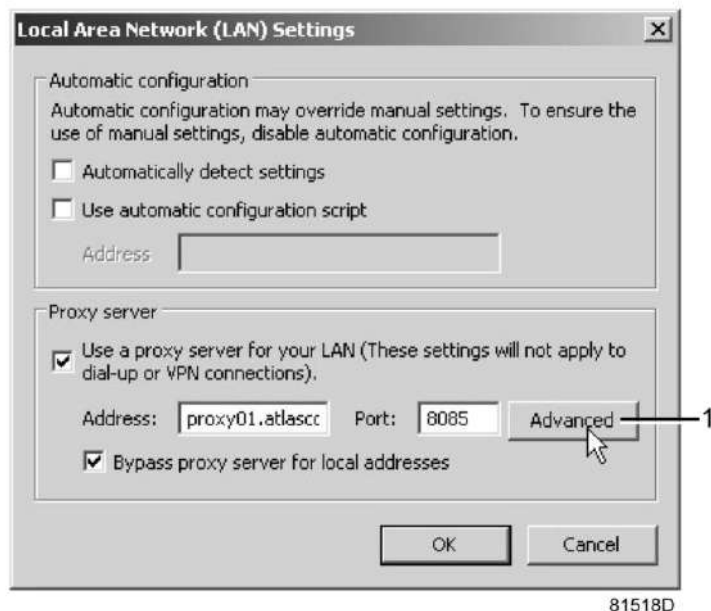 Local Area Network (LAN) Settings
Automatic configuration
Automatic configuration may override manual settings. To ensure the
use of manual settings, disable automatic configuration.
Automatically detect settings
Use automatic configuration script
Address
Proxy server
Use a proxy server for your LAN (These settings will not apply to
dial-up or VPN connections).
Address: proxy01.atlascc Port: 8085 Advanced 1
Bypass proxy server for local addresses
OK Cancel
81518D